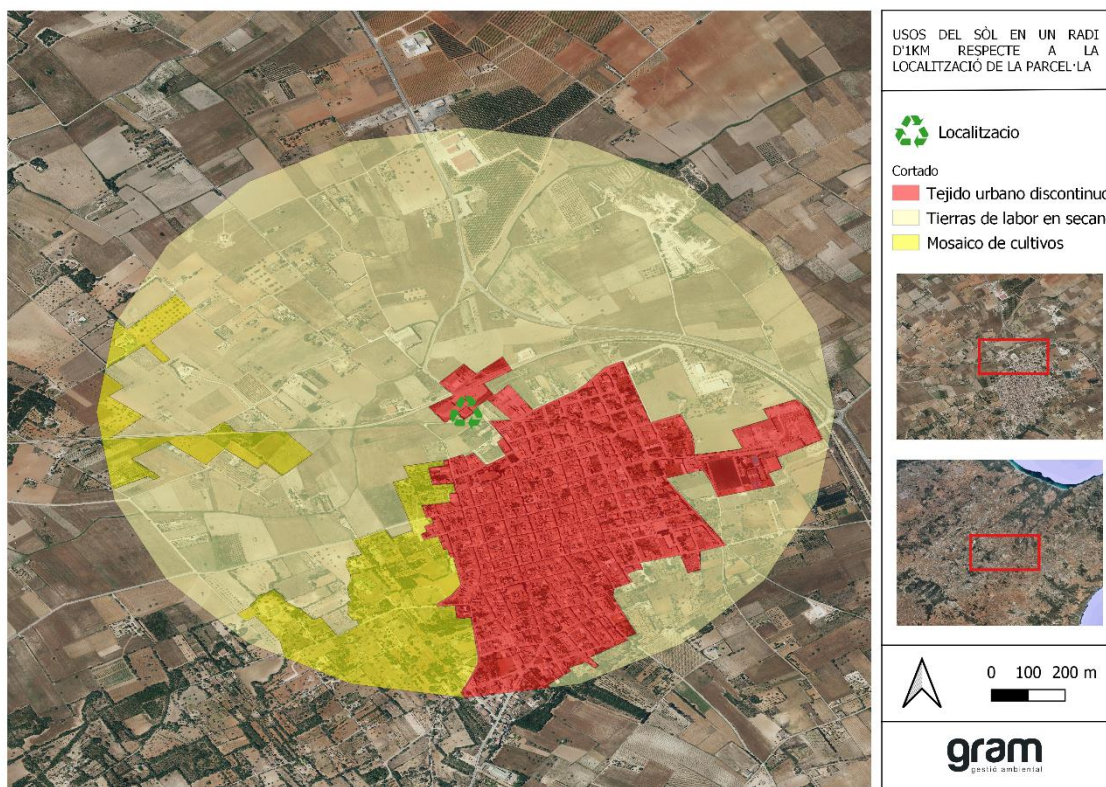 USOS DEL SÒL EN UN RADI
D'1KM RESPECTE A LA
LOCALITZACIÓ DE LA PARCEL·LA
Localitzacio
Cortado
Tejido urbano discontinuo
Tierras de labor en secan
Mosaico de cultivos
0 100 200 m
gram
gestió ambiental